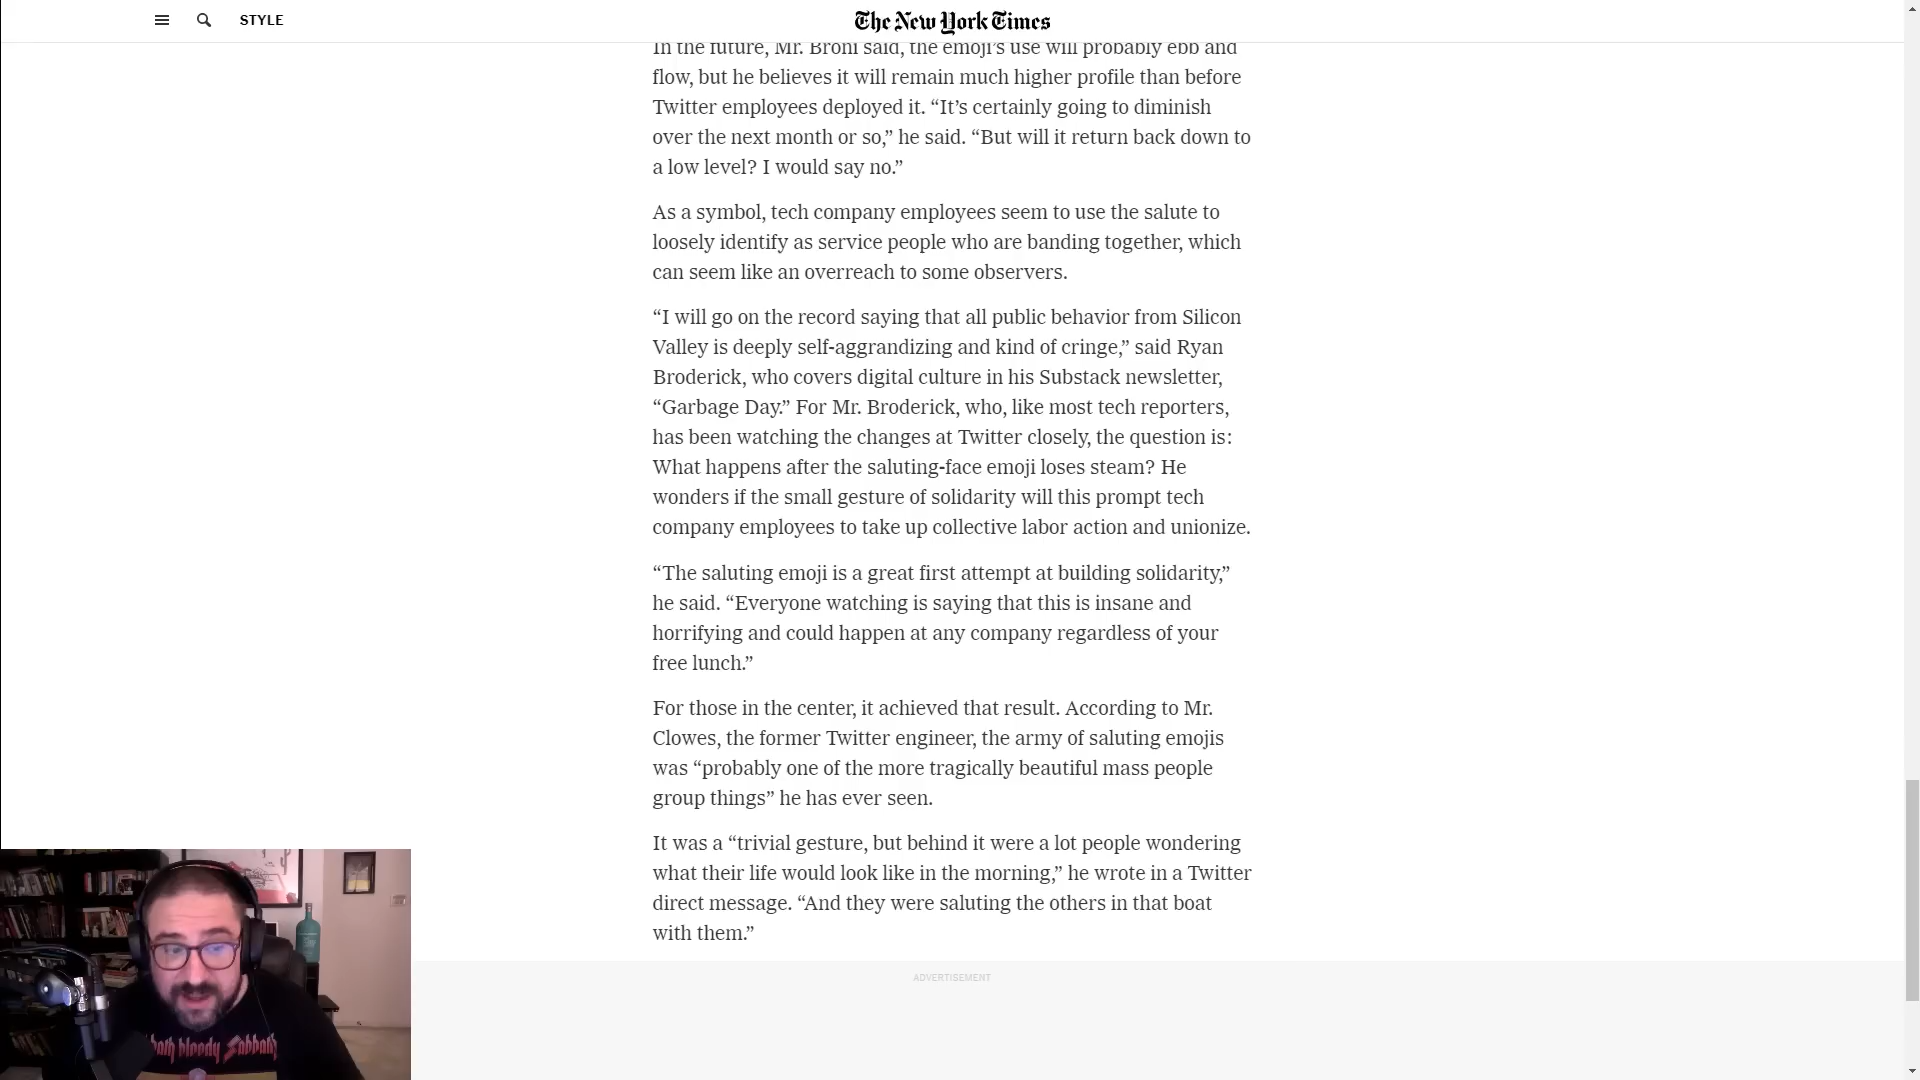 STYLE
The New York Times
In the future, Mr. Broni said, the emoji’s use will probably ebb and
flow, but he believes it will remain much higher profile than before
Twitter employees deployed it. “It’s certainly going to diminish
over the next month or so,” he said. “But will it return back down to
a low level? I would say no.”
As a symbol, tech company employees seem to use the salute to
loosely identify as service people who are banding together, which
can seem like an overreach to some observers.
“I will go on the record saying that all public behavior from Silicon
Valley is deeply self-aggrandizing and kind of cringe,” said Ryan
Broderick, who covers digital culture in his Substack newsletter,
“Garbage Day.” For Mr. Broderick, who, like most tech reporters,
has been watching the changes at Twitter closely, the question is:
What happens after the saluting-face emoji loses steam? He
wonders if the small gesture of solidarity will this prompt tech
company employees to take up collective labor action and unionize.
“The saluting emoji is a great first attempt at building solidarity,”
he said. “Everyone watching is saying that this is insane and
horrifying and could happen at any company regardless of your
free lunch.”
For those in the center, it achieved that result. According to Mr.
Clowes, the former Twitter engineer, the army of saluting emojis
was “probably one of the more tragically beautiful mass people
group things” he has ever seen.
It was a “trivial gesture, but behind it were a lot people wondering
what their life would look like in the morning,” he wrote in a Twitter
direct message. “And they were saluting the others in that boat
with them.”
ADVERTISEMENT
bloody Sabbath